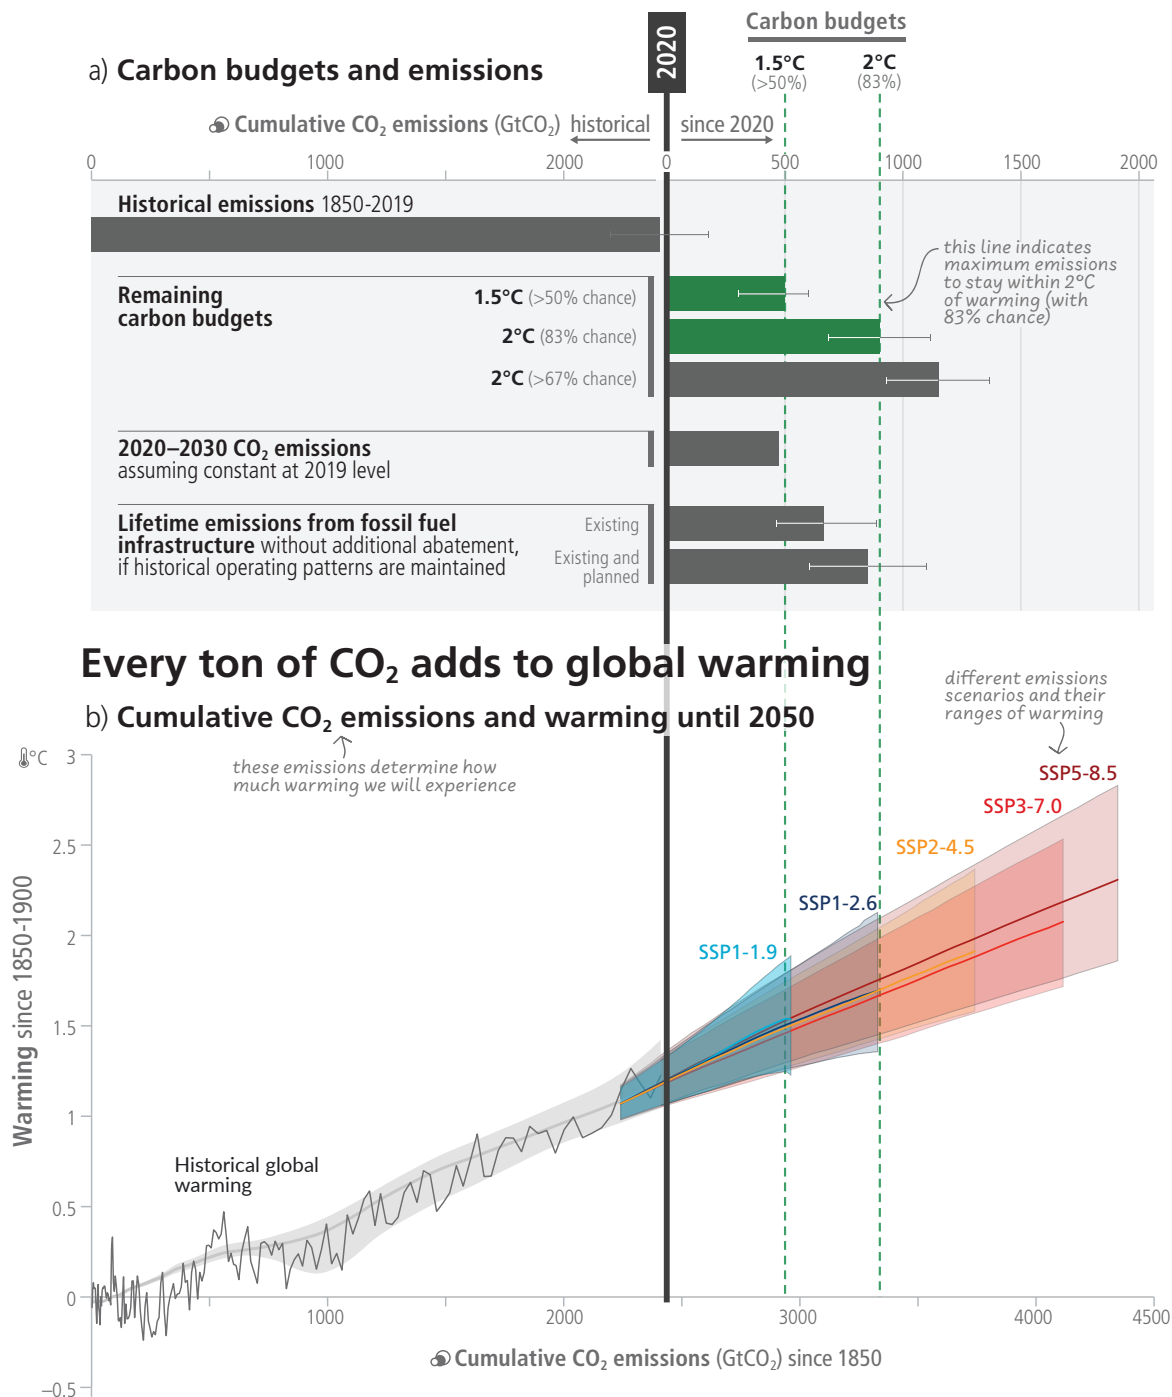 2020
Carbon budgets
a) Carbon budgets and emissions
1.5°C
(>50%)
2°C
(83%)
Cumulative CO₂ emissions (GtCO₂)
historical
since 2020
0
1000
2000
0
500
1000
1500
2000
Historical emissions 1850-2019
Remaining
carbon budgets
1.5°C (>50% chance)
2°C (83% chance)
2°C (>67% chance)
this line indicates
maximum emissions
to stay within 2°C
of warming (with
83% chance)
2020–2030 CO₂ emissions
assuming constant at 2019 level
Lifetime emissions from fossil fuel
infrastructure without additional abatement,
if historical operating patterns are maintained
Existing
Existing and
planned
Every ton of CO₂ adds to global warming
b) Cumulative CO₂ emissions and warming until 2050
these emissions determine how
much warming we will experience
different emissions
scenarios and their
ranges of warming
°C
3
2.5
2
1.5
1
0.5
0
–0.5
Warming since 1850-1900
SSP5-8.5
SSP3-7.0
SSP2-4.5
SSP1-2.6
SSP1-1.9
Historical global
warming
1000
2000
3000
4000
4500
Cumulative CO₂ emissions (GtCO₂) since 1850